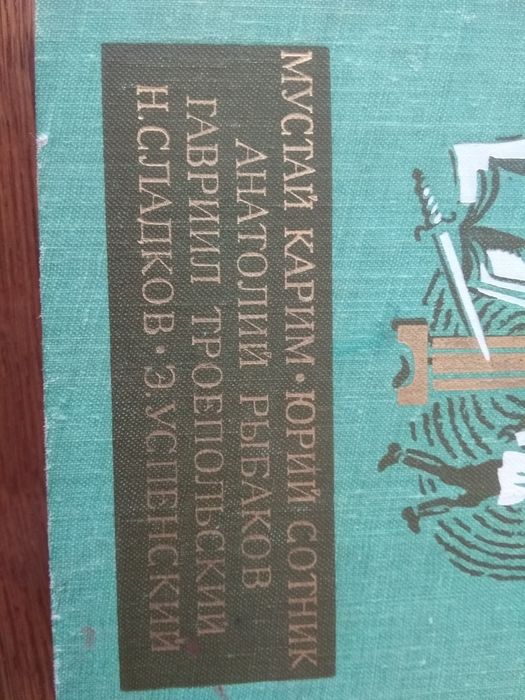 МУСТАЙ КАРИМ · ЮРИЙ СОТНИК
АНАТОЛИЙ РЫБАКОВ
ГАВРИИЛ ТРОЕПОЛЬСКИЙ
Н. СЛАДКОВ · Э. УСПЕНСКИЙ